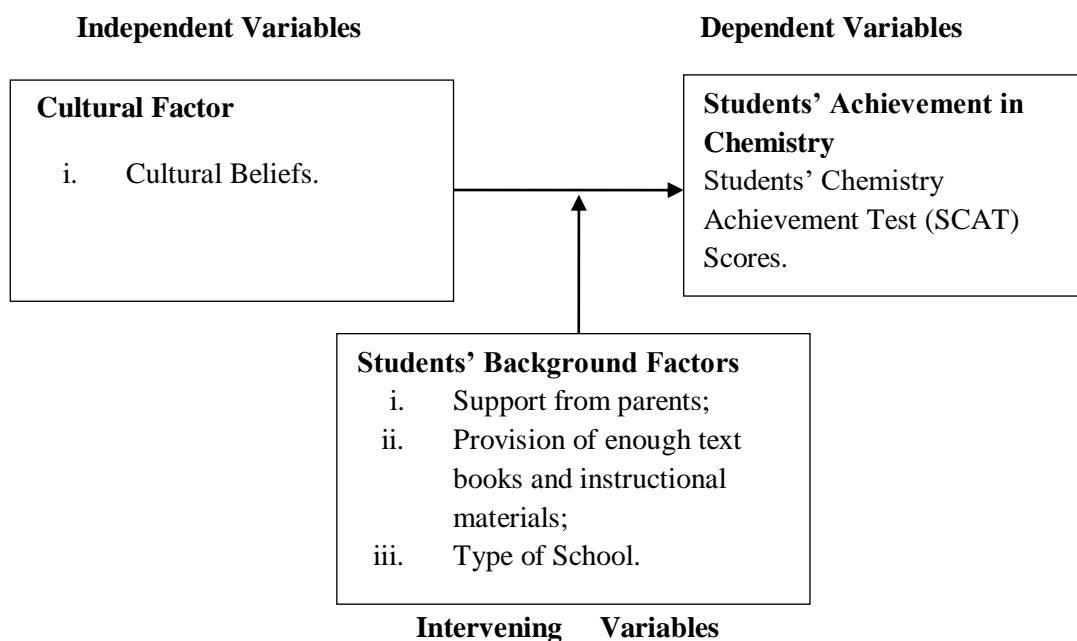 Independent Variables
Dependent Variables
Cultural Factor
i. Cultural Beliefs.
Students’ Achievement in
Chemistry
Students’ Chemistry
Achievement Test (SCAT)
Scores.
Students’ Background Factors
i. Support from parents;
ii. Provision of enough text
books and instructional
materials;
iii. Type of School.
Intervening Variables